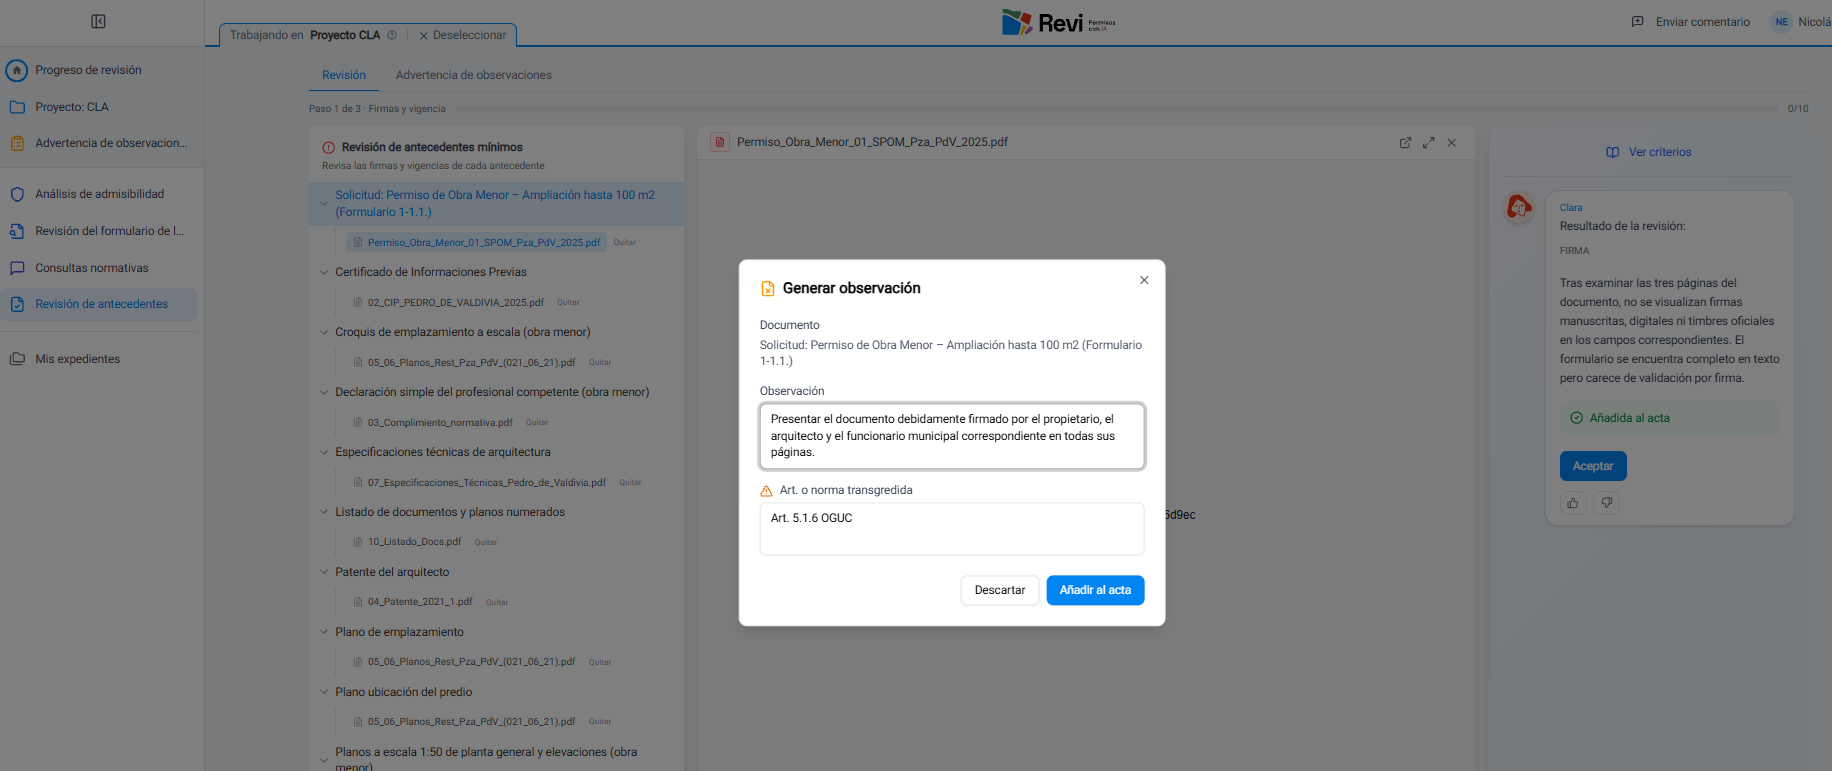 Trabajando en Proyecto CLA
Deseleccionar
Revi Permisos con IA
Enviar comentario
NE Nicolá
Progreso de revisión
Proyecto: CLA
Advertencia de observacion...
Análisis de admisibilidad
Revisión del formulario de l...
Consultas normativas
Revisión de antecedentes
Mis expedientes
Revisión
Advertencia de observaciones
Paso 1 de 3 · Firmas y vigencia
0/10
Revisión de antecedentes mínimos
Revisa las firmas y vigencias de cada antecedente
Solicitud: Permiso de Obra Menor – Ampliación hasta 100 m2
(Formulario 1-1.1.)
Permiso_Obra_Menor_01_SPOM_Pza_PdV_2025.pdf Quitar
Certificado de Informaciones Previas
02_CIP_PEDRO_DE_VALDIVIA_2025.pdf Quitar
Croquis de emplazamiento a escala (obra menor)
05_06_Planos_Rest_Pza_PdV_(021_06_21).pdf Quitar
Declaración simple del profesional competente (obra menor)
03_Complimiento_normativa.pdf Quitar
Especificaciones técnicas de arquitectura
07_Especificaciones_Técnicas_Pedro_de_Valdivia.pdf Quitar
Listado de documentos y planos numerados
10_Listado_Docs.pdf Quitar
Patente del arquitecto
04_Patente_2021_1.pdf Quitar
Plano de emplazamiento
05_06_Planos_Rest_Pza_PdV_(021_06_21).pdf Quitar
Plano ubicación del predio
05_06_Planos_Rest_Pza_PdV_(021_06_21).pdf Quitar
Planos a escala 1:50 de planta general y elevaciones (obra
menor)
Permiso_Obra_Menor_01_SPOM_Pza_PdV_2025.pdf
6d9ec
Generar observación
Documento
Solicitud: Permiso de Obra Menor – Ampliación hasta 100 m2 (Formulario
1-1.1.)
Observación
Presentar el documento debidamente firmado por el propietario, el
arquitecto y el funcionario municipal correspondiente en todas sus
páginas.
Art. o norma transgredida
Art. 5.1.6 OGUC
Descartar
Añadir al acta
Ver criterios
Clara
Resultado de la revisión:
FIRMA
Tras examinar las tres páginas del
documento, no se visualizan firmas
manuscritas, digitales ni timbres oficiales
en los campos correspondientes. El
formulario se encuentra completo en texto
pero carece de validación por firma.
Añadida al acta
Aceptar